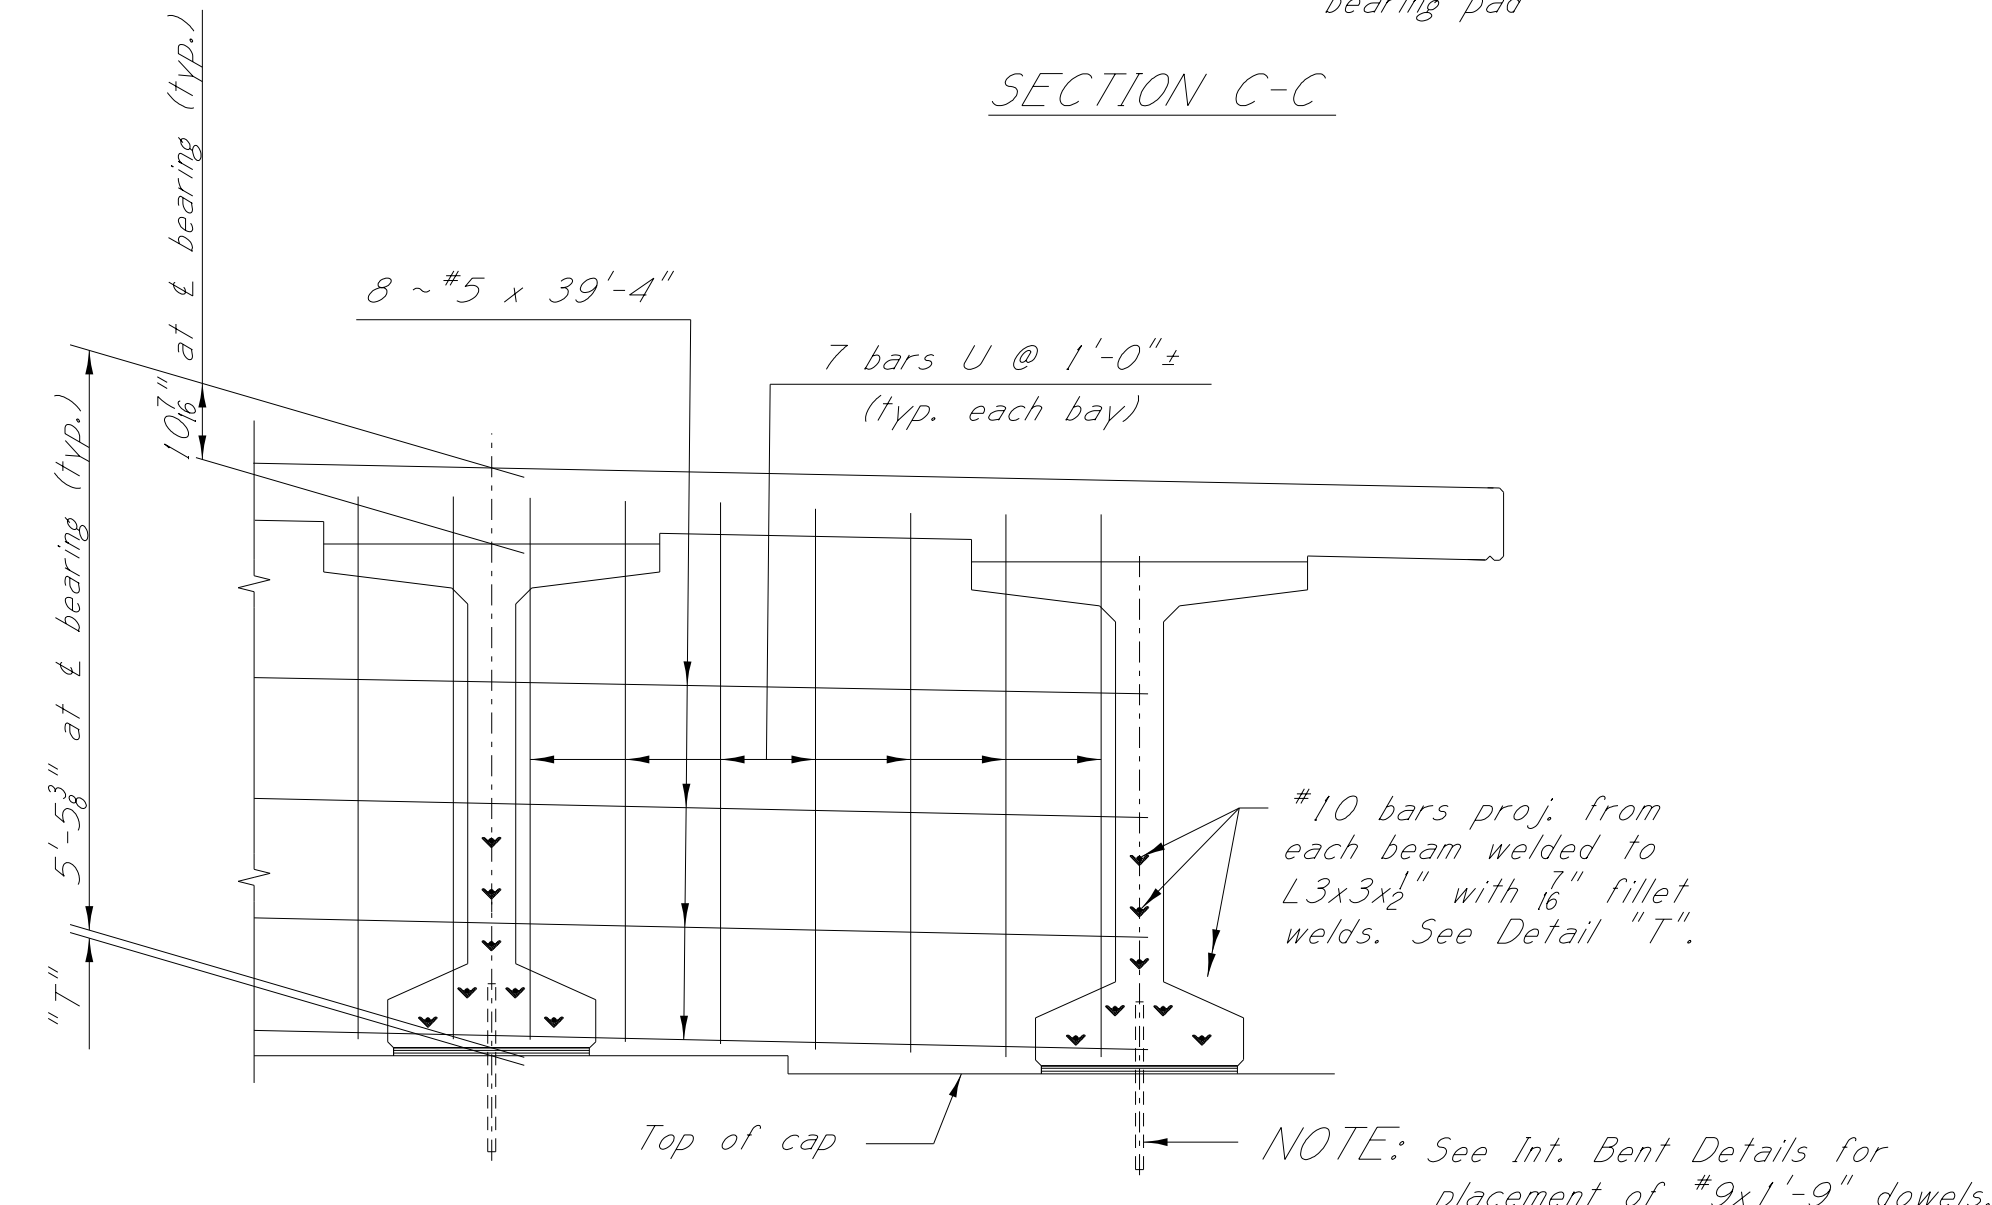 bearing pad
SECTION C-C
10 7/16" at ℄ bearing (typ.)
8 ~ #5 x 39'-4"
7 bars U @ 1'-0"±
(typ. each bay)
5'-5 3/8" at ℄ bearing (typ.)
"T"
#10 bars proj. from
each beam welded to
L3x3x1/2" with 7/16" fillet
welds. See Detail "T".
Top of cap
NOTE: See Int. Bent Details for
placement of #9x1'-9" dowels.